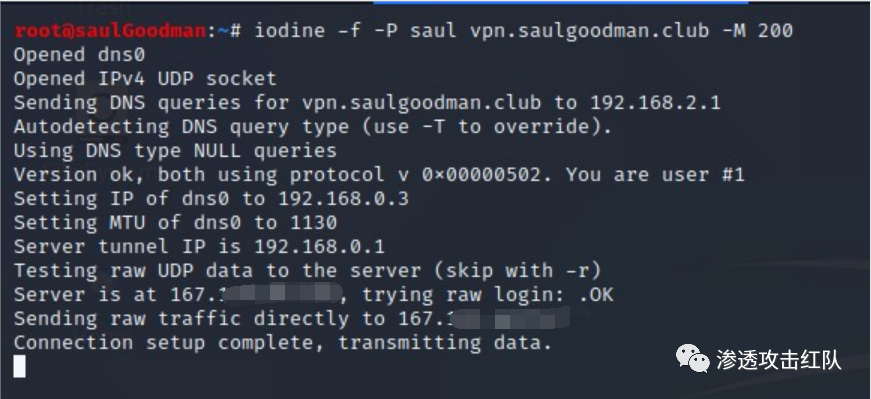 root@saulGoodman:~# iodine -f -P saul vpn.saulgoodman.club -M 200
Opened dns0
Opened IPv4 UDP socket
Sending DNS queries for vpn.saulgoodman.club to 192.168.2.1
Autodetecting DNS query type (use -T to override).
Using DNS type NULL queries
Version ok, both using protocol v 0×00000502. You are user #1
Setting IP of dns0 to 192.168.0.3
Setting MTU of dns0 to 1130
Server tunnel IP is 192.168.0.1
Testing raw UDP data to the server (skip with -r)
Server is at 167., trying raw login: .OK
Sending raw traffic directly to 167.
Connection setup complete, transmitting data.
渗透攻击红队